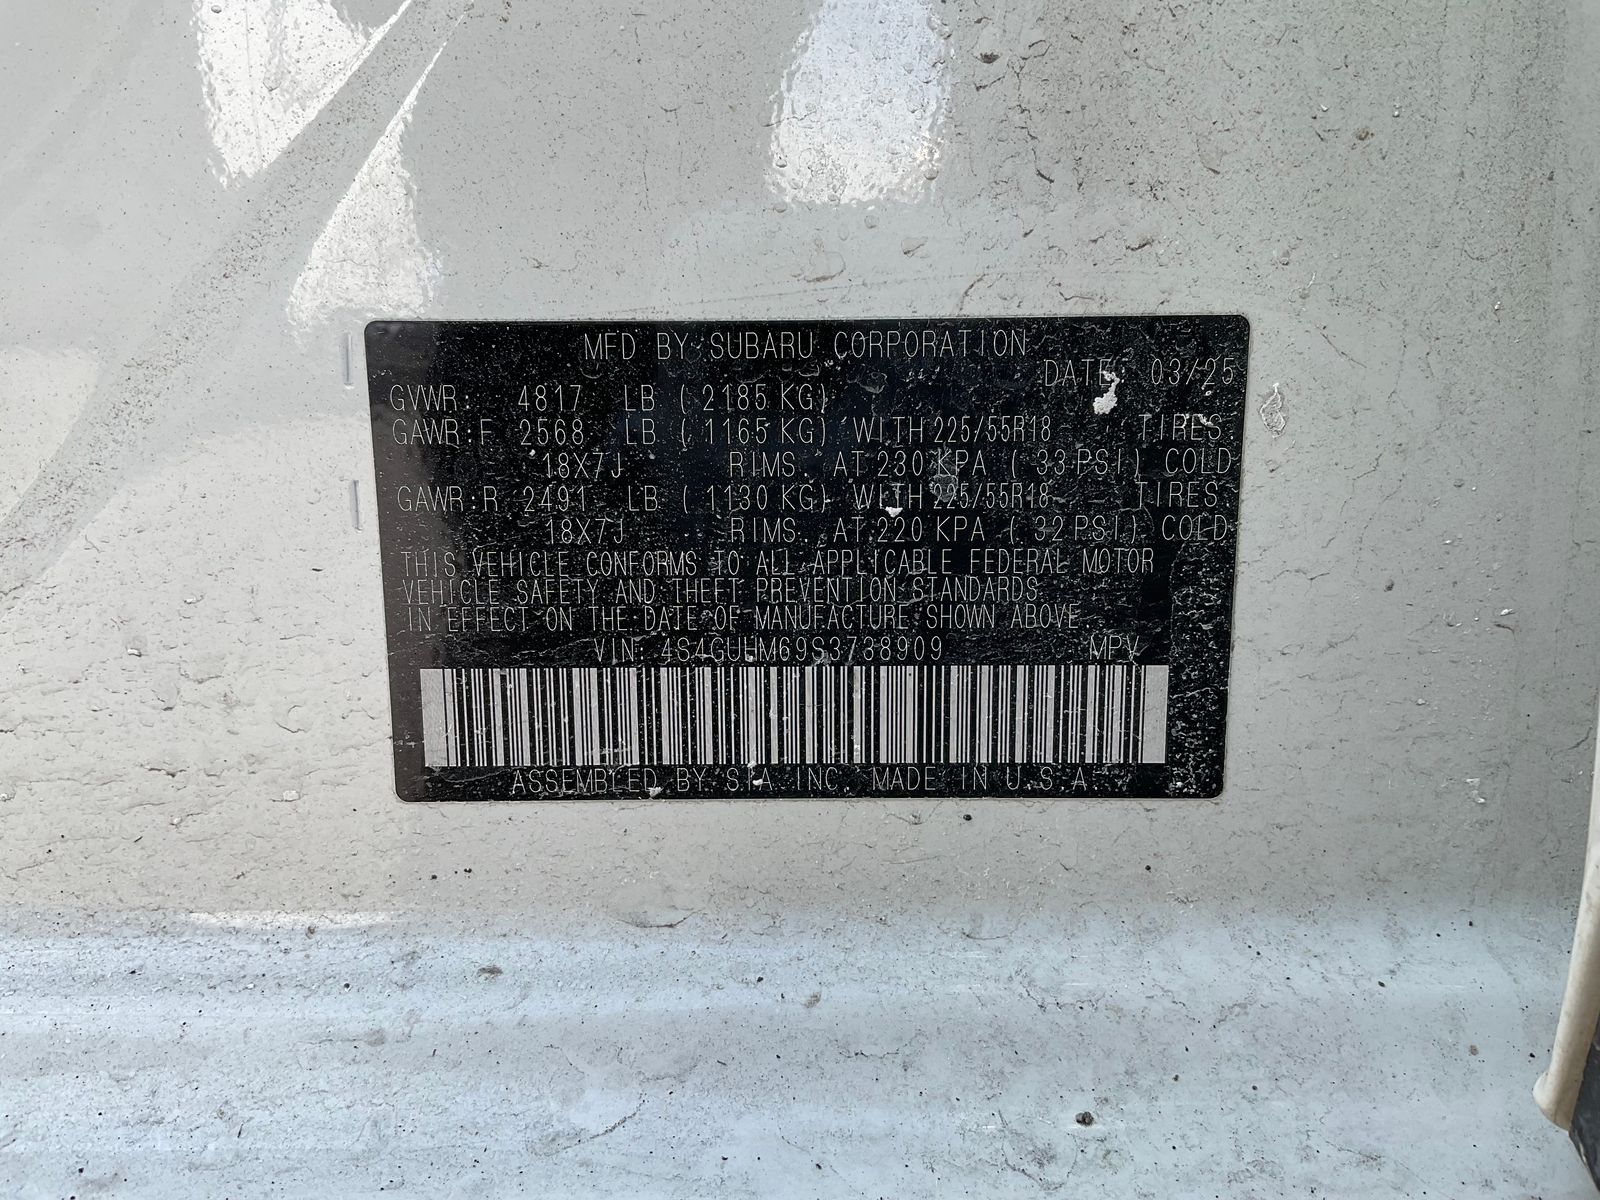 MFD BY SUBARU CORPORATION
DATE: 03/25
GVWR: 4817 LB (2185 KG)
GAWR:F 2568 LB (1165 KG) WITH 225/55R18 TIRES.
18X7J RIMS. AT 230 KPA (33 PSI) COLD
GAWR:R 2491 LB (1130 KG) WITH 225/55R18 TIRES.
18X7J RIMS. AT 220 KPA (32 PSI) COLD
THIS VEHICLE CONFORMS TO ALL APPLICABLE FEDERAL MOTOR
VEHICLE SAFETY AND THEFT PREVENTION STANDARDS
IN EFFECT ON THE DATE OF MANUFACTURE SHOWN ABOVE.
VIN: 4S4GUHM69S3738909 MPV
ASSEMBLED BY S.I.A. INC. MADE IN U.S.A.